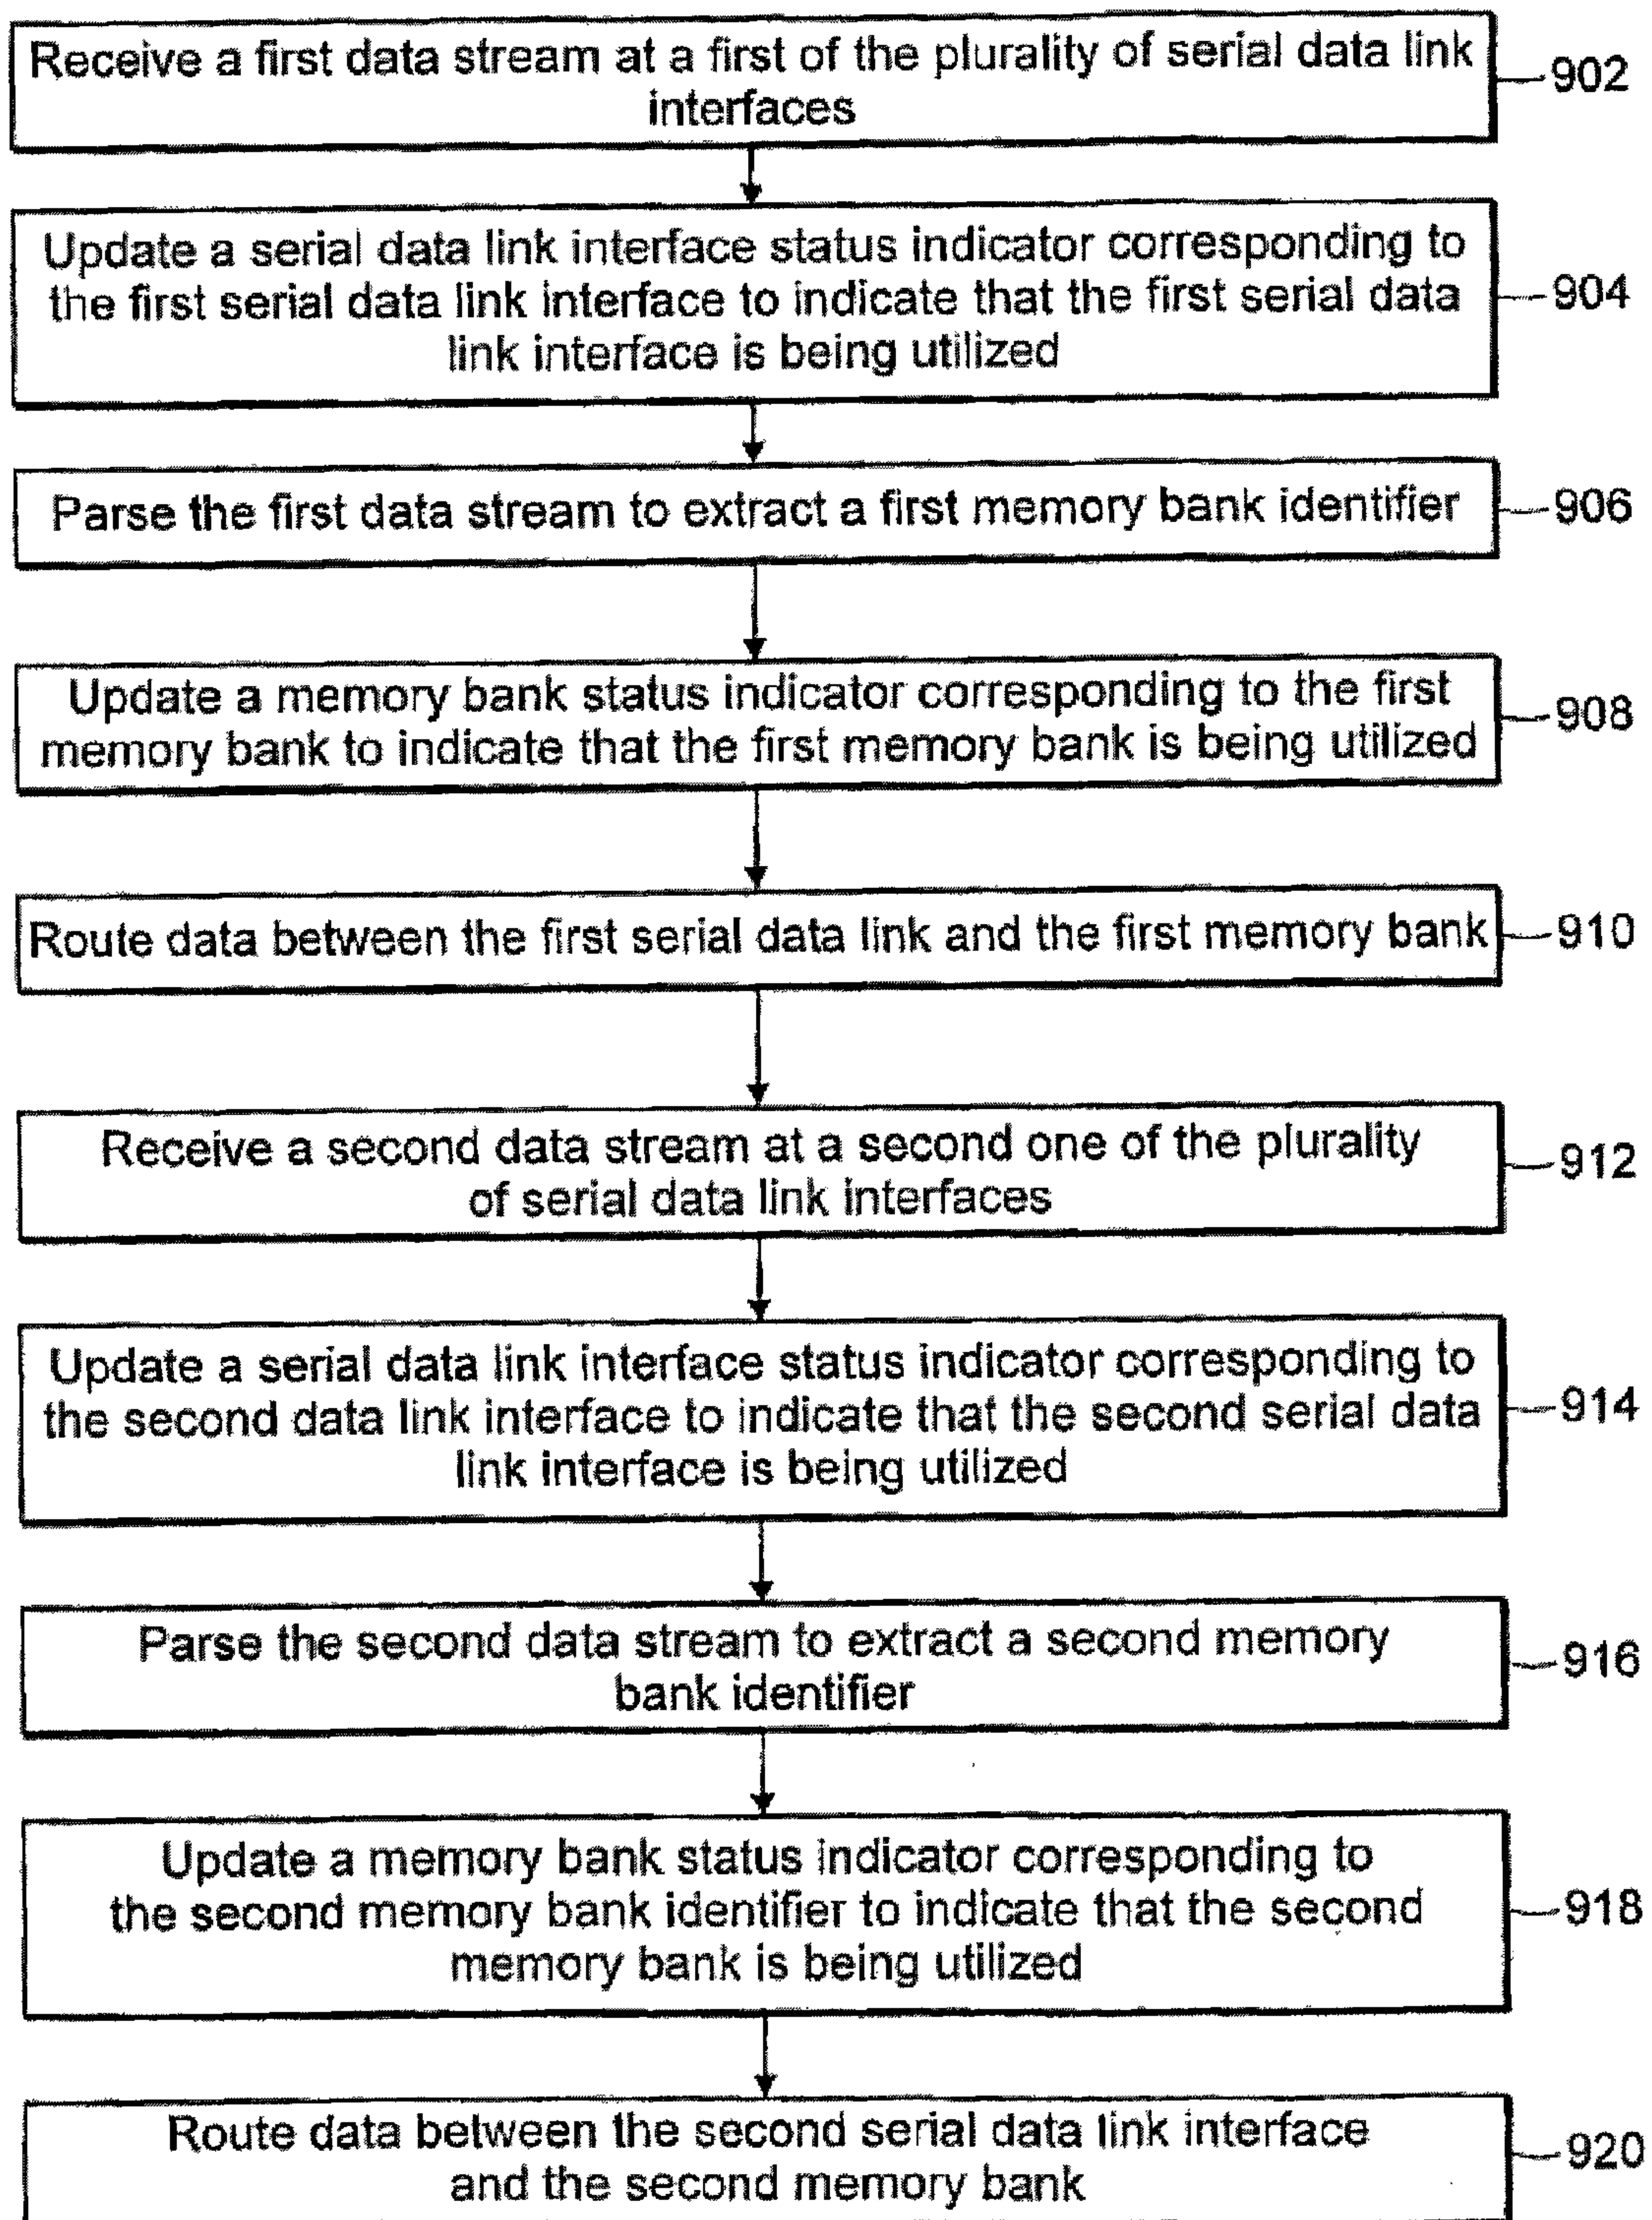 Receive a first data stream at a first of the plurality of serial data link
interfaces
902
Update a serial data link interface status indicator corresponding to
the first serial data link interface to indicate that the first serial data
link interface is being utilized
904
Parse the first data stream to extract a first memory bank identifier
906
Update a memory bank status indicator corresponding to the first
memory bank to indicate that the first memory bank is being utilized
908
Route data between the first serial data link and the first memory bank
910
Receive a second data stream at a second one of the plurality
of serial data link interfaces
912
Update a serial data link interface status indicator corresponding to
the second data link interface to indicate that the second serial data
link interface is being utilized
914
Parse the second data stream to extract a second memory
bank identifier
916
Update a memory bank status indicator corresponding to
the second memory bank identifier to indicate that the second
memory bank is being utilized
918
Route data between the second serial data link interface
and the second memory bank
920